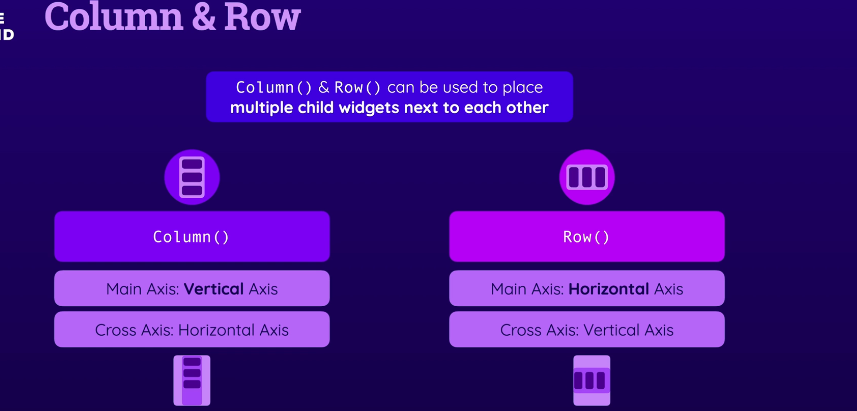 E
ID
Column & Row
Column() & Row() can be used to place
multiple child widgets next to each other
Column()
Main Axis: Vertical Axis
Cross Axis: Horizontal Axis
Row()
Main Axis: Horizontal Axis
Cross Axis: Vertical Axis